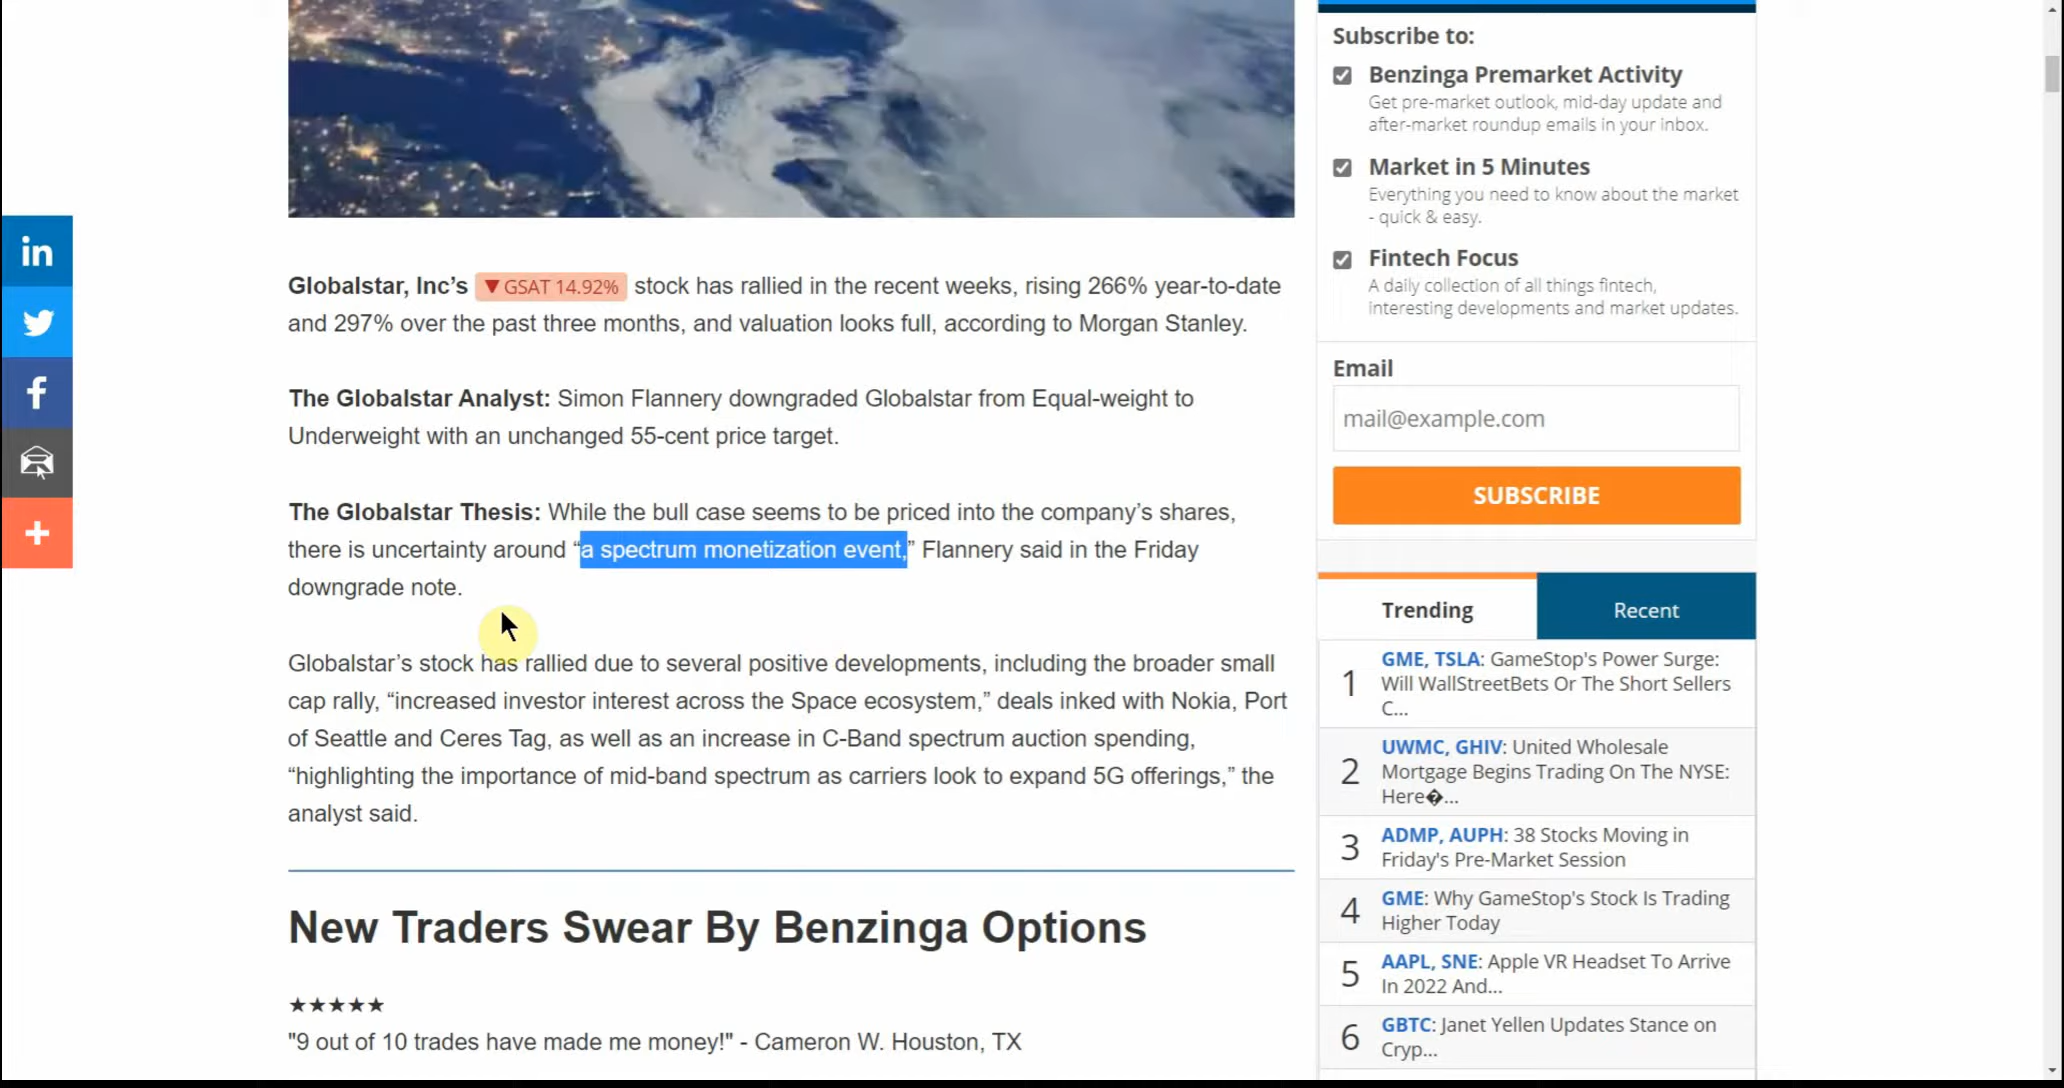 in
Globalstar, Inc’s ▼GSAT 14.92% stock has rallied in the recent weeks, rising 266% year-to-date
and 297% over the past three months, and valuation looks full, according to Morgan Stanley.
The Globalstar Analyst: Simon Flannery downgraded Globalstar from Equal-weight to
Underweight with an unchanged 55-cent price target.
The Globalstar Thesis: While the bull case seems to be priced into the company’s shares,
there is uncertainty around “a spectrum monetization event,” Flannery said in the Friday
downgrade note.
Globalstar’s stock has rallied due to several positive developments, including the broader small
cap rally, “increased investor interest across the Space ecosystem,” deals inked with Nokia, Port
of Seattle and Ceres Tag, as well as an increase in C-Band spectrum auction spending,
“highlighting the importance of mid-band spectrum as carriers look to expand 5G offerings,” the
analyst said.
New Traders Swear By Benzinga Options
★★★★★
"9 out of 10 trades have made me money!" - Cameron W. Houston, TX
Subscribe to:
Benzinga Premarket Activity
Get pre-market outlook, mid-day update and
after-market roundup emails in your inbox.
Market in 5 Minutes
Everything you need to know about the market
- quick & easy.
Fintech Focus
A daily collection of all things fintech,
interesting developments and market updates.
Email
mail@example.com
SUBSCRIBE
Trending Recent
1 GME, TSLA: GameStop's Power Surge:
Will WallStreetBets Or The Short Sellers
C...
2 UWMC, GHIV: United Wholesale
Mortgage Begins Trading On The NYSE:
Here�...
3 ADMP, AUPH: 38 Stocks Moving in
Friday's Pre-Market Session
4 GME: Why GameStop's Stock Is Trading
Higher Today
5 AAPL, SNE: Apple VR Headset To Arrive
In 2022 And...
6 GBTC: Janet Yellen Updates Stance on
Cryp...